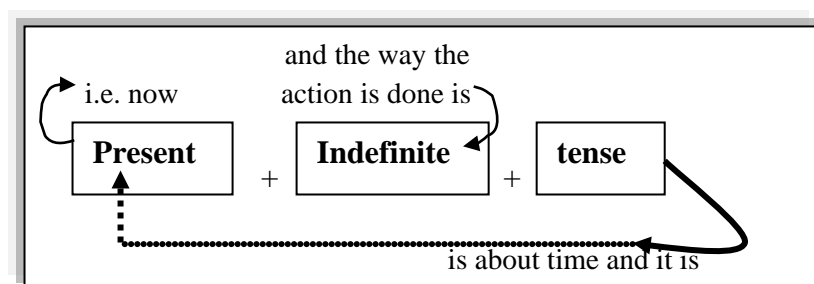 and the way the
i.e. now action is done is
Present + Indefinite + tense
is about time and it is